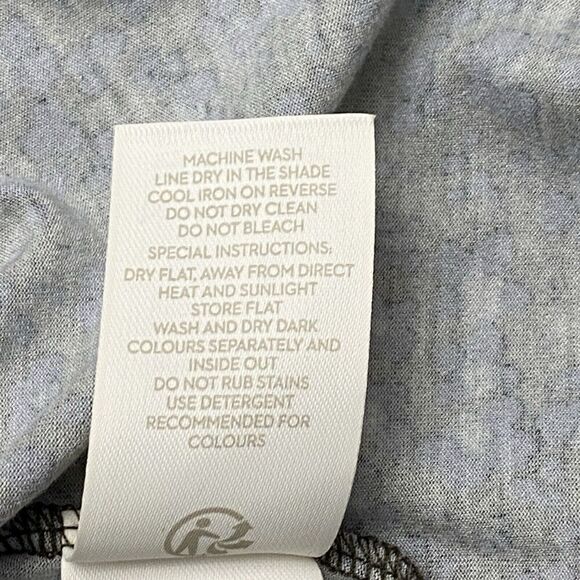 MACHINE WASH
LINE DRY IN THE SHADE
COOL IRON ON REVERSE
DO NOT DRY CLEAN
DO NOT BLEACH
SPECIAL INSTRUCTIONS:
DRY FLAT, AWAY FROM DIRECT
HEAT AND SUNLIGHT
STORE FLAT
WASH AND DRY DARK
COLOURS SEPARATELY AND
INSIDE OUT
DO NOT RUB STAINS
USE DETERGENT
RECOMMENDED FOR
COLOURS